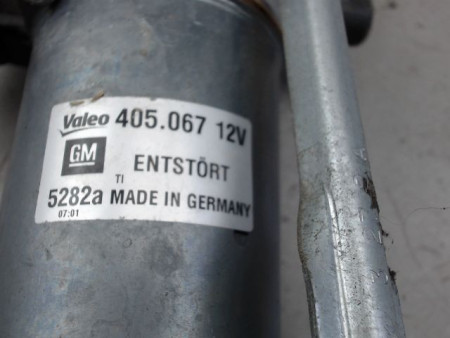 Valeo 405.067 12V
GM ENTSTÖRT
TI
5282a MADE IN GERMANY
07:01